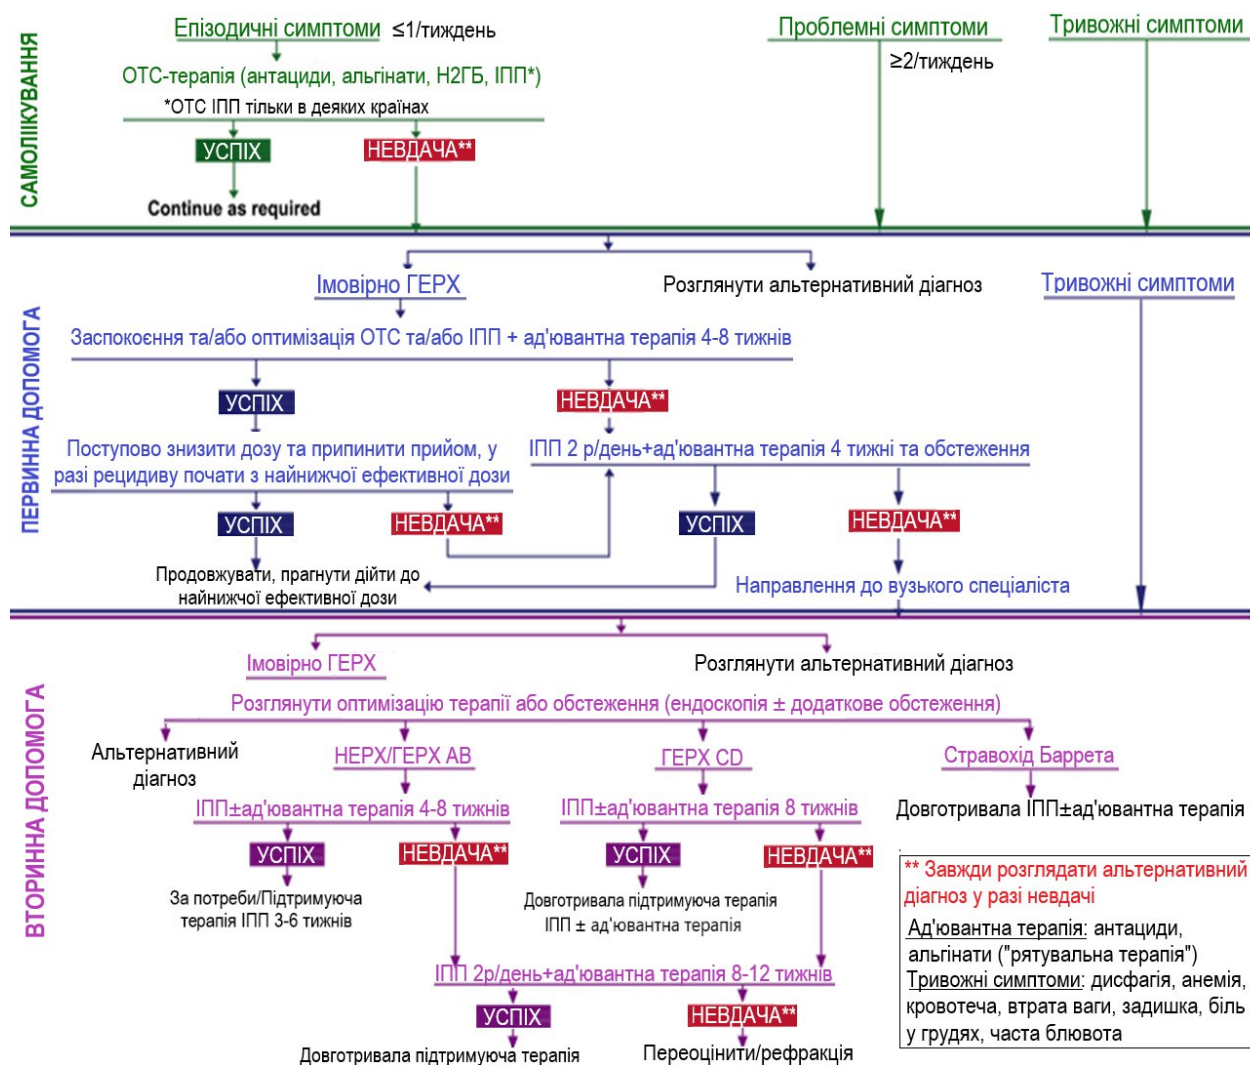 САМОЛІКУВАННЯ
Епізодичні симптоми ≤1/тиждень
Проблемні симптоми
≥2/тиждень
Тривожні симптоми
ОТС-терапія (антациди, альгінати, Н2ГБ, ІПП*)
*ОТС ІПП тільки в деяких країнах
УСПІХ
НЕВДАЧА**
Continue as required
ПЕРВИННА ДОПОМОГА
Імовірно ГЕРХ
Розглянути альтернативний діагноз
Тривожні симптоми
Заспокоєння та/або оптимізація ОТС та/або ІПП + ад'ювантна терапія 4-8 тижнів
УСПІХ
НЕВДАЧА**
Поступово знизити дозу та припинити прийом, у
разі рецидиву почати з найнижчої ефективної дози
ІПП 2 р/день+ад'ювантна терапія 4 тижні та обстеження
УСПІХ
НЕВДАЧА**
УСПІХ
НЕВДАЧА**
Продовжувати, прагнути дійти до
найнижчої ефективної дози
Направлення до вузького спеціаліста
ВТОРИННА ДОПОМОГА
Імовірно ГЕРХ
Розглянути альтернативний діагноз
Розглянути оптимізацію терапії або обстеження (ендоскопія ± додаткове обстеження)
Альтернативний
діагноз
НЕРХ/ГЕРХ АВ
ГЕРХ CD
Стравохід Баррета
ІПП±ад'ювантна терапія 4-8 тижнів
ІПП±ад'ювантна терапія 8 тижнів
Довготривала ІПП±ад'ювантна терапія
УСПІХ
НЕВДАЧА**
УСПІХ
НЕВДАЧА**
За потреби/Підтримуюча
терапія ІПП 3-6 тижнів
Довготривала підтримуюча терапія
ІПП ± ад'ювантна терапія
ІПП 2р/день+ад'ювантна терапія 8-12 тижнів
УСПІХ
НЕВДАЧА**
Довготривала підтримуюча терапія
Переоцінити/рефракція
** Завжди розглядати альтернативний
діагноз у разі невдачі
Ад'ювантна терапія: антациди,
альгінати ("рятувальна терапія")
Тривожні симптоми: дисфагія, анемія,
кровотеча, втрата ваги, задишка, біль
у грудях, часта блювота